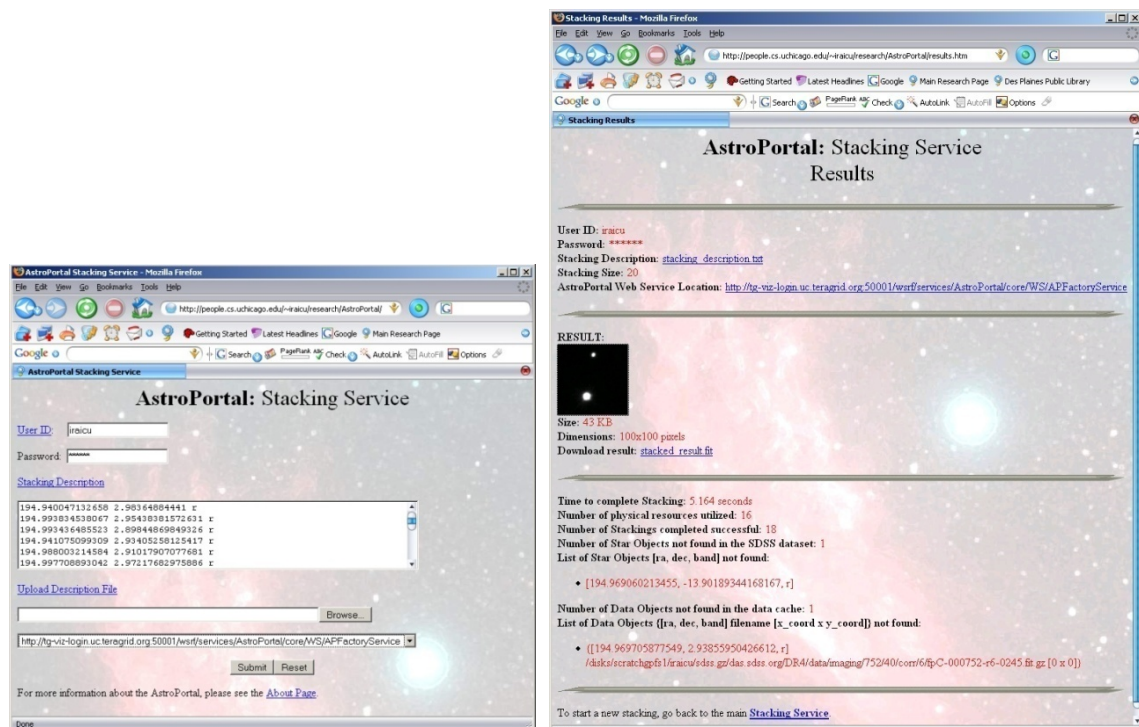 AstroPortal Stacking Service - Mozilla Firefox
File Edit View Go Bookmarks Tools Help
http://people.cs.uchicago.edu/~iraicu/research/AstroPortal/
Getting Started Latest Headlines Google Main Research Page
Google Search PageRank ABC Check AutoLink AutoFill Options
AstroPortal Stacking Service
AstroPortal: Stacking Service
User ID: iraicu
Password: ******
Stacking Description
194.940047132658 2.98364884441 r
194.993834538067 2.95438381572631 r
194.993436485523 2.89844869849326 r
194.941075099309 2.93405258125417 r
194.988003214584 2.91017907077681 r
194.997708893042 2.97217682975886 r
Upload Description File
Browse...
http://tg-viz-login.uc.teragrid.org:50001/wsrf/services/AstroPortal/core/WS/APFactoryService
Submit Reset
For more information about the AstroPortal, please see the About Page.
Done
Stacking Results - Mozilla Firefox
File Edit View Go Bookmarks Tools Help
http://people.cs.uchicago.edu/~iraicu/research/AstroPortal/results.htm
Getting Started Latest Headlines Google Main Research Page Des Plaines Public Library
Google Search PageRank ABC Check AutoLink AutoFill Options
Stacking Results
AstroPortal: Stacking Service
Results
User ID: iraicu
Password: ******
Stacking Description: stacking_description.txt
Stacking Size: 20
AstroPortal Web Service Location: http://tg-viz-login.uc.teragrid.org:50001/wsrf/services/AstroPortal/core/WS/APFactoryService
RESULT:
Size: 43 KB
Dimensions: 100x100 pixels
Download result: stacked_result.fit
Time to complete Stacking: 5.164 seconds
Number of physical resources utilized: 16
Number of Stackings completed successful: 18
Number of Star Objects not found in the SDSS dataset: 1
List of Star Objects [ra, dec, band] not found:
[194.969060213455, -13.90189344168167, r]
Number of Data Objects not found in the data cache: 1
List of Data Objects {[ra, dec, band] filename [x_coord x y_coord]} not found:
([194.969705877549, 2.93855950426612, r]
/disks/scratchgpfs1/iraicu/sdss.gz/das.sdss.org/DR4/data/imaging/752/40/corr/6/fpC-000752-r6-0245.fit.gz [0 x 0])
To start a new stacking, go back to the main Stacking Service.